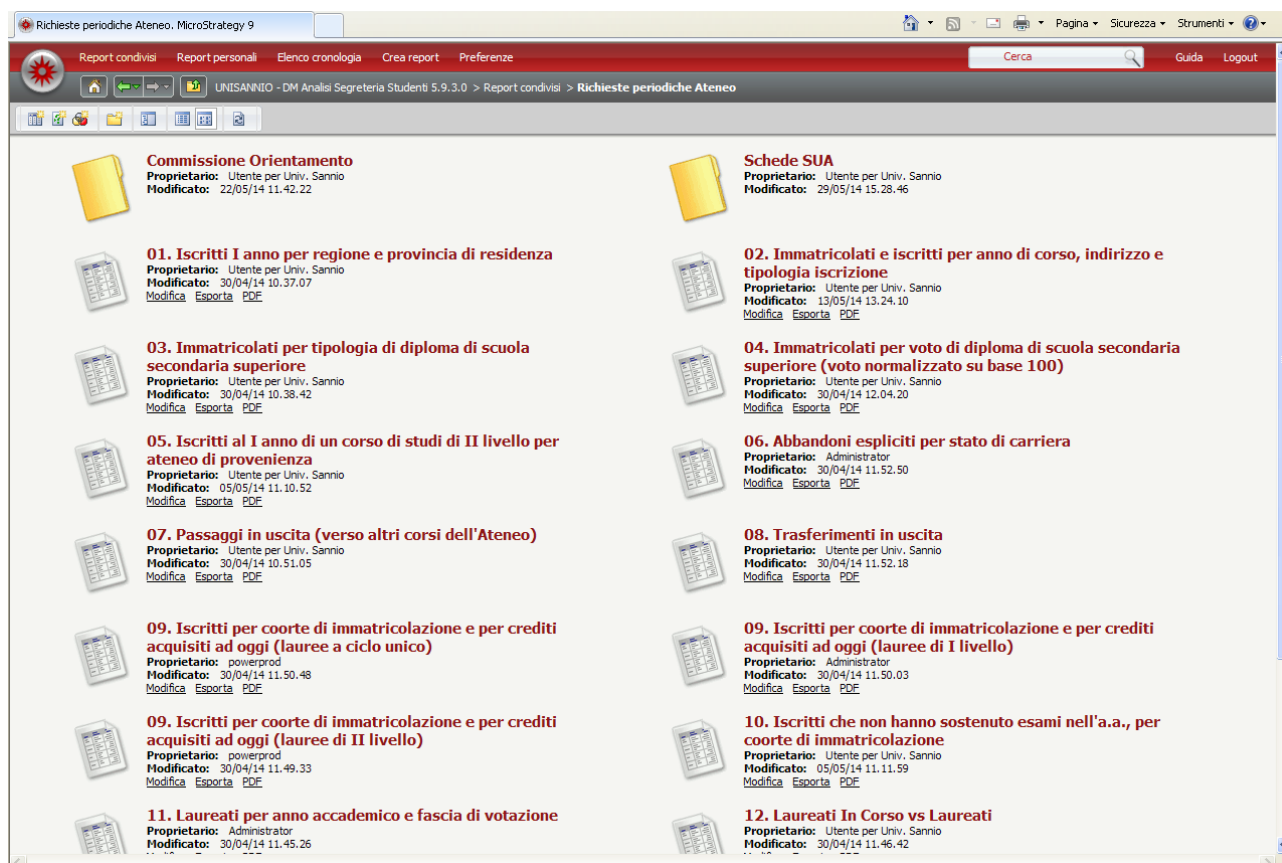 Richieste periodiche Ateneo. MicroStrategy 9
Pagina Sicurezza Strumenti
Report condivisi Report personali Elenco cronologia Crea report Preferenze Cerca Guida Logout
UNISANNIO - DM Analisi Segreteria Studenti 5.9.3.0 > Report condivisi > Richieste periodiche Ateneo
Commissione Orientamento
Proprietario: Utente per Univ. Sannio
Modificato: 22/05/14 11.42.22
Schede SUA
Proprietario: Utente per Univ. Sannio
Modificato: 29/05/14 15.28.46
01. Iscritti I anno per regione e provincia di residenza
Proprietario: Utente per Univ. Sannio
Modificato: 30/04/14 10.37.07
Modifica Esporta PDF
02. Immatricolati e iscritti per anno di corso, indirizzo e
tipologia iscrizione
Proprietario: Utente per Univ. Sannio
Modificato: 13/05/14 13.24.10
Modifica Esporta PDF
03. Immatricolati per tipologia di diploma di scuola
secondaria superiore
Proprietario: Utente per Univ. Sannio
Modificato: 30/04/14 10.38.42
Modifica Esporta PDF
04. Immatricolati per voto di diploma di scuola secondaria
superiore (voto normalizzato su base 100)
Proprietario: Utente per Univ. Sannio
Modificato: 30/04/14 12.04.20
Modifica Esporta PDF
05. Iscritti al I anno di un corso di studi di II livello per
ateneo di provenienza
Proprietario: Utente per Univ. Sannio
Modificato: 05/05/14 11.10.52
Modifica Esporta PDF
06. Abbandoni espliciti per stato di carriera
Proprietario: Administrator
Modificato: 30/04/14 11.52.50
Modifica Esporta PDF
07. Passaggi in uscita (verso altri corsi dell'Ateneo)
Proprietario: Utente per Univ. Sannio
Modificato: 30/04/14 10.51.05
Modifica Esporta PDF
08. Trasferimenti in uscita
Proprietario: Utente per Univ. Sannio
Modificato: 30/04/14 11.52.18
Modifica Esporta PDF
09. Iscritti per coorte di immatricolazione e per crediti
acquisiti ad oggi (lauree a ciclo unico)
Proprietario: powerprod
Modificato: 30/04/14 11.50.48
Modifica Esporta PDF
09. Iscritti per coorte di immatricolazione e per crediti
acquisiti ad oggi (lauree di I livello)
Proprietario: Administrator
Modificato: 30/04/14 11.50.03
Modifica Esporta PDF
09. Iscritti per coorte di immatricolazione e per crediti
acquisiti ad oggi (lauree di II livello)
Proprietario: powerprod
Modificato: 30/04/14 11.49.33
Modifica Esporta PDF
10. Iscritti che non hanno sostenuto esami nell'a.a., per
coorte di immatricolazione
Proprietario: Utente per Univ. Sannio
Modificato: 05/05/14 11.11.59
Modifica Esporta PDF
11. Laureati per anno accademico e fascia di votazione
Proprietario: Administrator
Modificato: 30/04/14 11.45.26
12. Laureati In Corso vs Laureati
Proprietario: Utente per Univ. Sannio
Modificato: 30/04/14 11.46.42